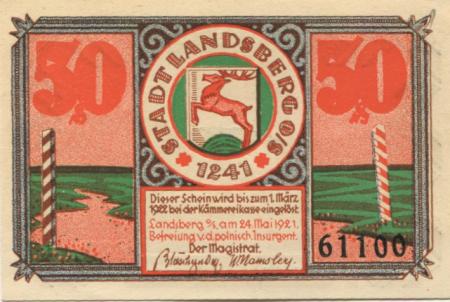 50 50
STADT LANDSBERG O/S
1241
Dieser Schein wird bis zum 1. März
1922 bei der Kämmereikasse eingelöst.
Landsberg O/S, am 24. Mai 1921.
Befreiung v.d. polnisch. Insurgent.
Der Magistrat.
61100